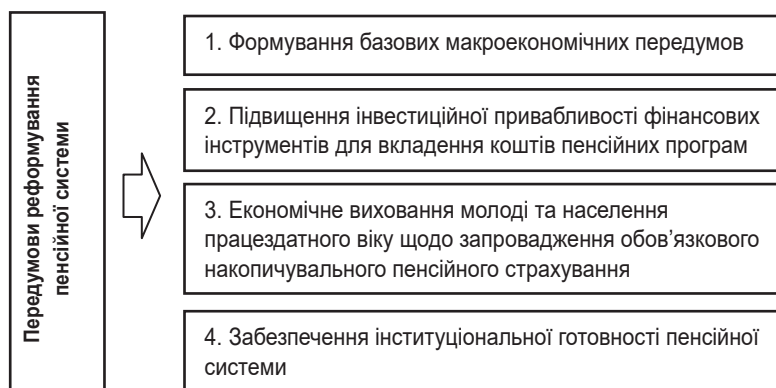 Передумови реформування
пенсійної системи
1. Формування базових макроекономічних передумов
2. Підвищення інвестиційної привабливості фінансових
інструментів для вкладення коштів пенсійних програм
3. Економічне виховання молоді та населення
працездатного віку щодо запровадження обов’язкового
накопичувального пенсійного страхування
4. Забезпечення інституціональної готовності пенсійної
системи